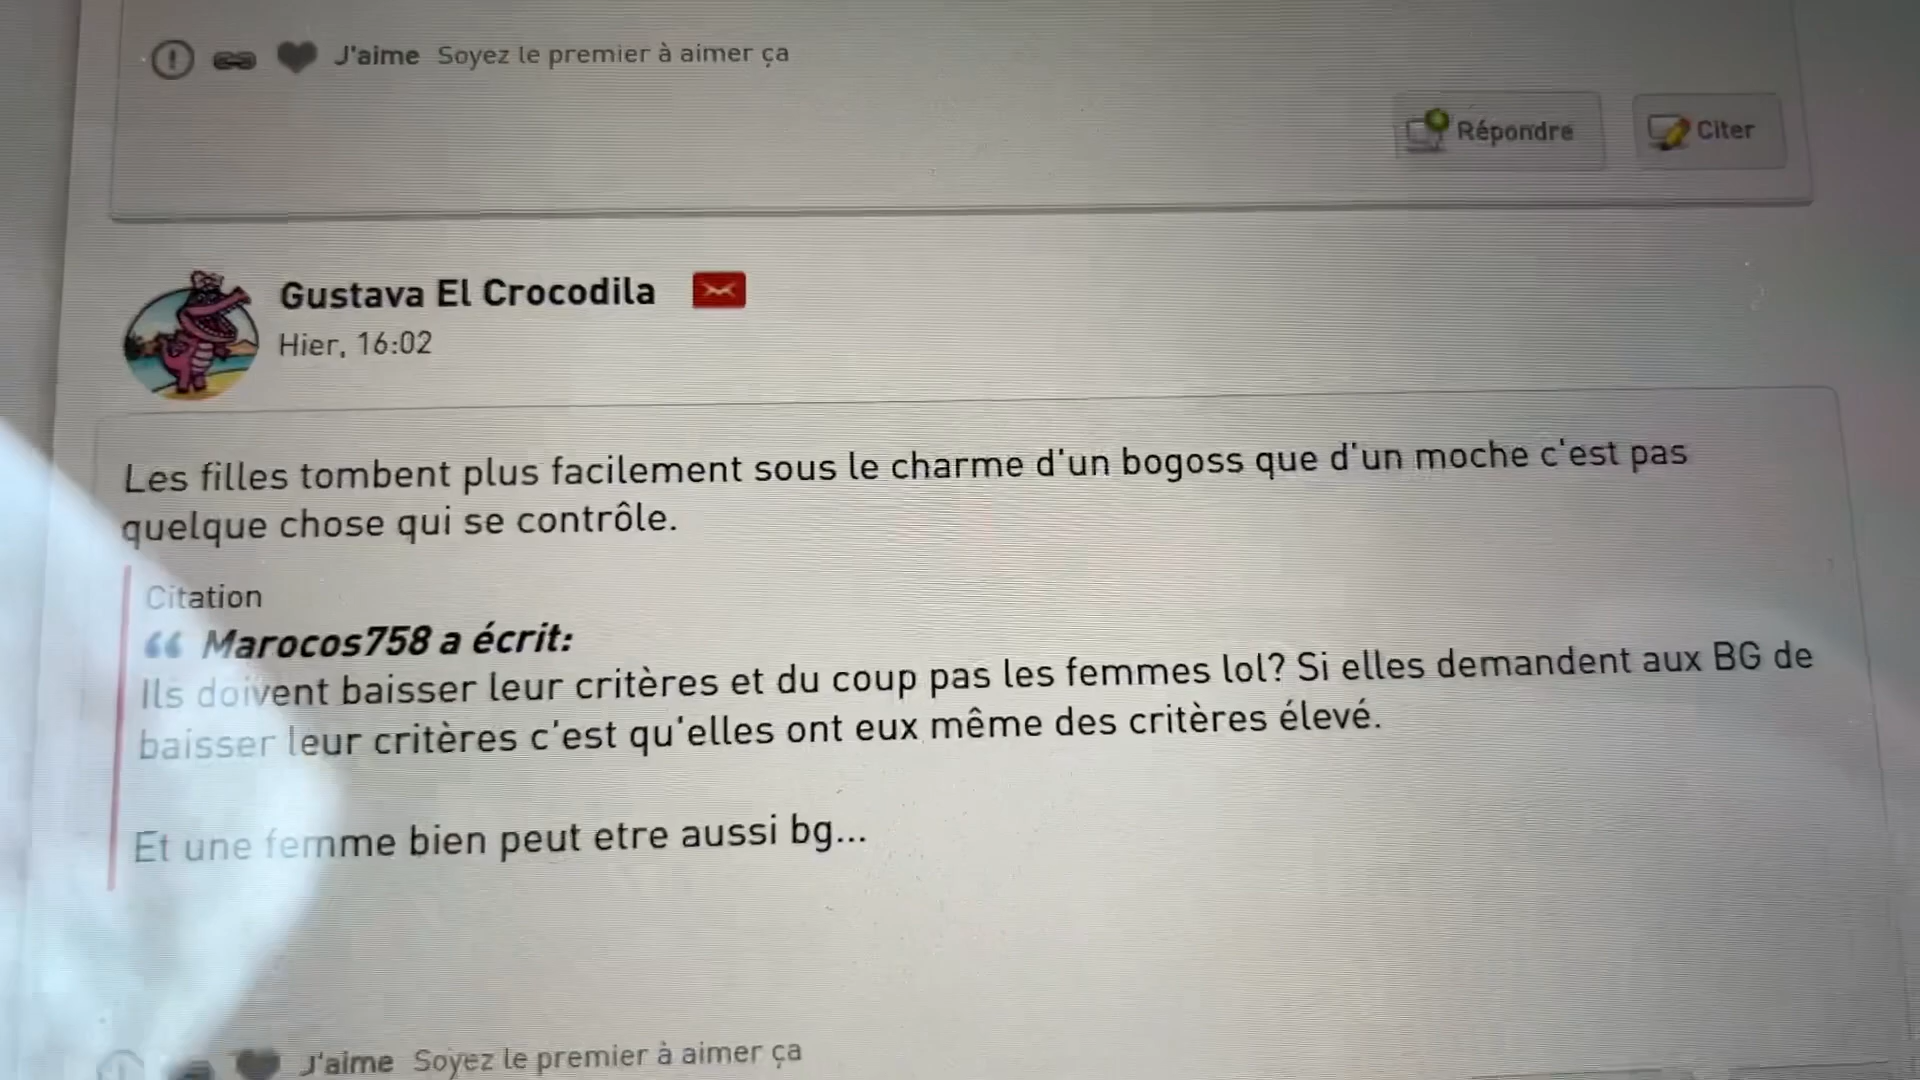 J'aime Soyez le premier à aimer ça
Répondre Citer
Gustava El Crocodila
Hier, 16:02
Les filles tombent plus facilement sous le charme d'un bogoss que d'un moche c'est pas
quelque chose qui se contrôle.
Citation
Marocos758 a écrit:
Ils doivent baisser leur critères et du coup pas les femmes lol? Si elles demandent aux BG de
baisser leur critères c'est qu'elles ont eux même des critères élevé.
Et une femme bien peut etre aussi bg...
J'aime Soyez le premier à aimer ça